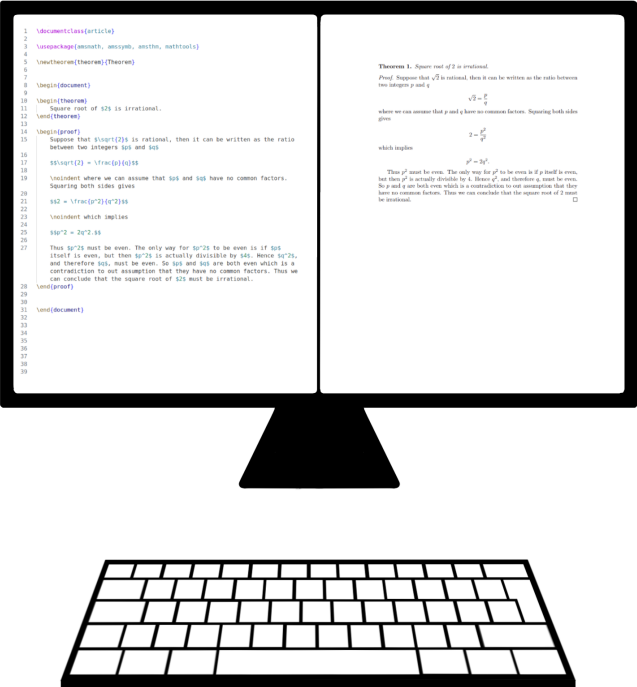 1 \documentclass{article}
2
3 \usepackage{amsmath, amssymb, amsthm, mathtools}
4
5 \newtheorem{theorem}{Theorem}
6
7
8 \begin{document}
9
10 \begin{theorem}
11 Square root of $2$ is irrational.
12 \end{theorem}
13
14 \begin{proof}
15 Suppose that $\sqrt{2}$ is rational, then it can be written as the ratio
between two integers $p$ and $q$
16
17 $$\sqrt{2} = \frac{p}{q}$$
18
19 \noindent where we can assume that $p$ and $q$ have no common factors.
Squaring both sides gives
20
21 $$2 = \frac{p^2}{q^2}$$
22
23 \noindent which implies
24
25 $$p^2 = 2q^2.$$
26
27 Thus $p^2$ must be even. The only way for $p^2$ to be even is if $p$
itself is even, but then $p^2$ is actually divisible by $4$. Hence $q^2$,
and therefore $q$, must be even. So $p$ and $q$ are both even which is a
contradiction to out assumption that they have no common factors. Thus we
can conclude that the square root of $2$ must be irrational.
28 \end{proof}
29
30
31 \end{document}
32
33
34
35
36
37
38
39
Theorem 1. Square root of 2 is irrational.
Proof. Suppose that √2 is rational, then it can be written as the ratio between
two integers p and q
√2 = p/q
where we can assume that p and q have no common factors. Squaring both sides
gives
2 = p²/q²
which implies
p² = 2q².
Thus p² must be even. The only way for p² to be even is if p itself is even,
but then p² is actually divisible by 4. Hence q², and therefore q, must be even.
So p and q are both even which is a contradiction to out assumption that they
have no common factors. Thus we can conclude that the square root of 2 must
be irrational. □